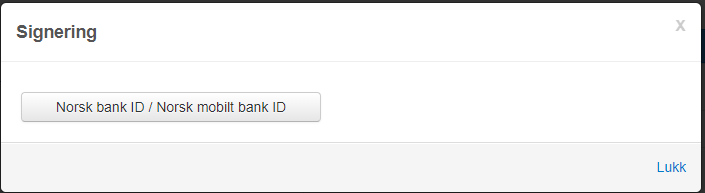 Signering
x
Norsk bank ID / Norsk mobilt bank ID
Lukk